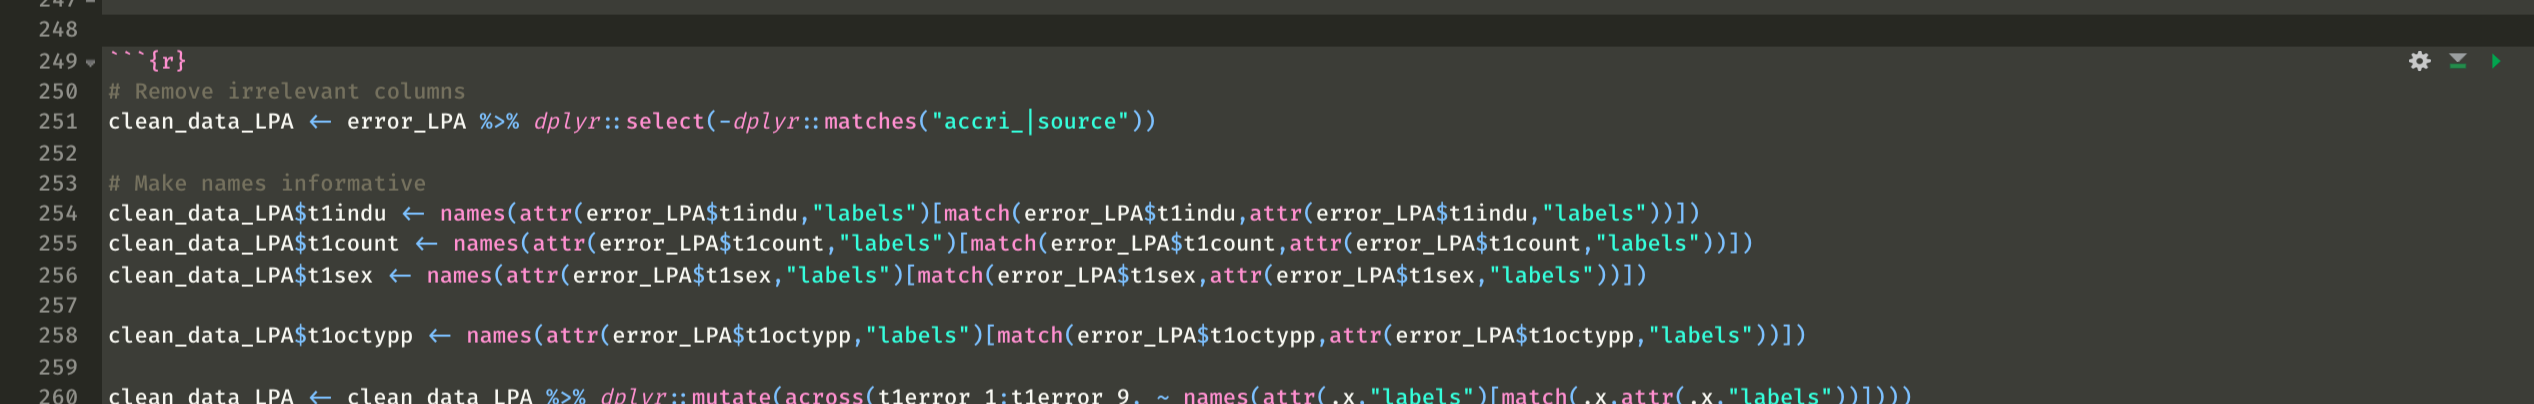 247
248
249 ```{r}
250 # Remove irrelevant columns
251 clean_data_LPA <- error_LPA %>% dplyr::select(-dplyr::matches("accri_|source"))
252
253 # Make names informative
254 clean_data_LPA$t1indu <- names(attr(error_LPA$t1indu,"labels")[match(error_LPA$t1indu,attr(error_LPA$t1indu,"labels"))])
255 clean_data_LPA$t1count <- names(attr(error_LPA$t1count,"labels")[match(error_LPA$t1count,attr(error_LPA$t1count,"labels"))])
256 clean_data_LPA$t1sex <- names(attr(error_LPA$t1sex,"labels")[match(error_LPA$t1sex,attr(error_LPA$t1sex,"labels"))])
257
258 clean_data_LPA$t1octypp <- names(attr(error_LPA$t1octypp,"labels")[match(error_LPA$t1octypp,attr(error_LPA$t1octypp,"labels"))])
259
260 clean_data_LPA <- clean_data_LPA %>% dplyr::mutate(across(t1error_1:t1error_9, ~ names(attr(.x,"labels")[match(.x,attr(.x,"labels"))])))